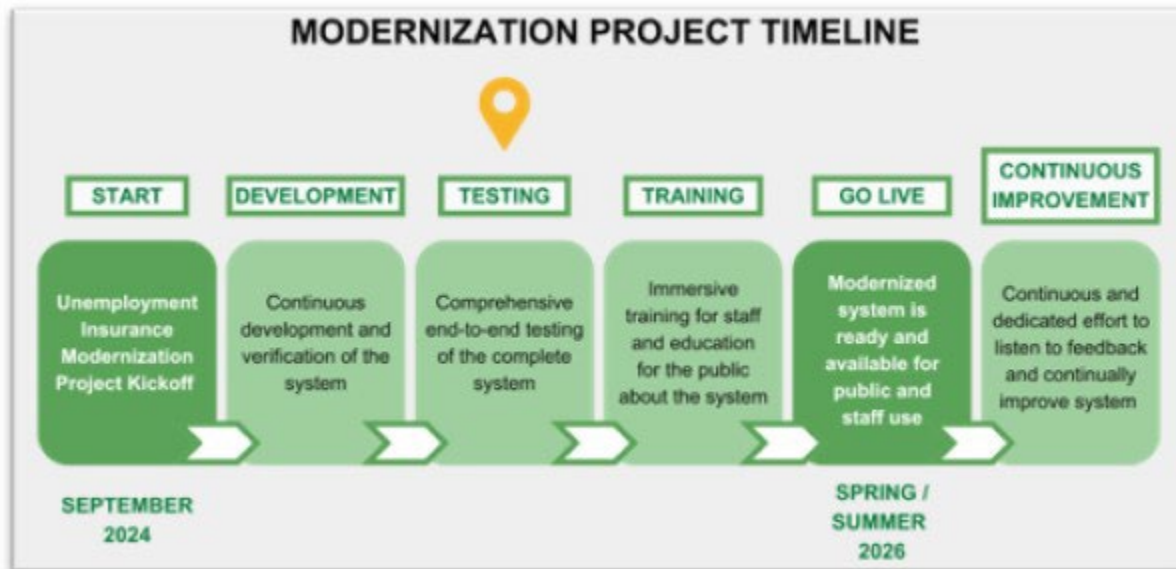 MODERNIZATION PROJECT TIMELINE
START
Unemployment
Insurance
Modernization
Project Kickoff
SEPTEMBER
2024
DEVELOPMENT
Continuous
development and
verification of the
system
TESTING
Comprehensive
end-to-end testing
of the complete
system
TRAINING
Immersive
training for staff
and education
for the public
about the system
GO LIVE
Modernized
system is
ready and
available for
public and
staff use
SPRING /
SUMMER
2026
CONTINUOUS
IMPROVEMENT
Continuous and
dedicated effort to
listen to feedback
and continually
improve system